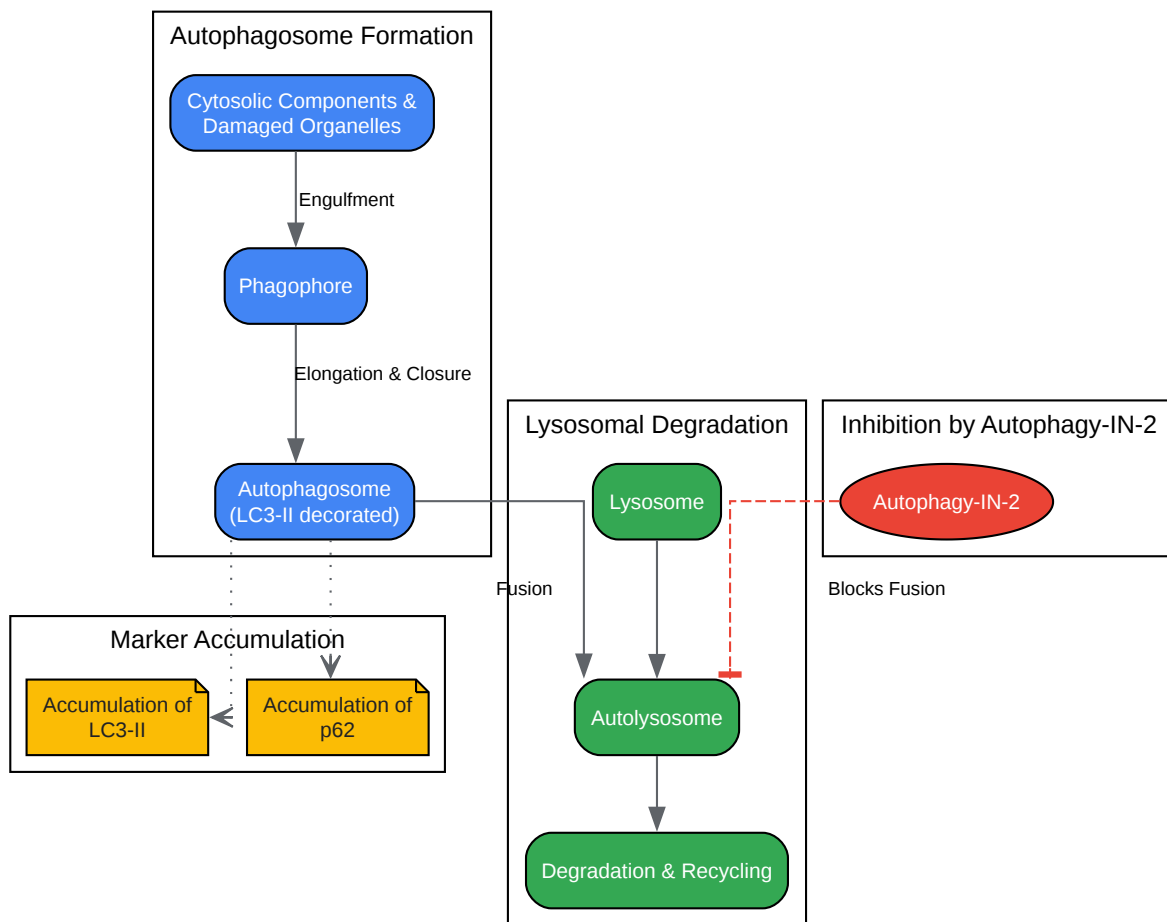 Autophagosome Formation
Cytosolic Components &
Damaged Organelles
Engulfment
Phagophore
Elongation & Closure
Autophagosome
(LC3-II decorated)
Lysosomal Degradation
Lysosome
Inhibition by Autophagy-IN-2
Autophagy-IN-2
Fusion
Blocks Fusion
Marker Accumulation
Accumulation of
LC3-II
Accumulation of
p62
Autolysosome
Degradation & Recycling